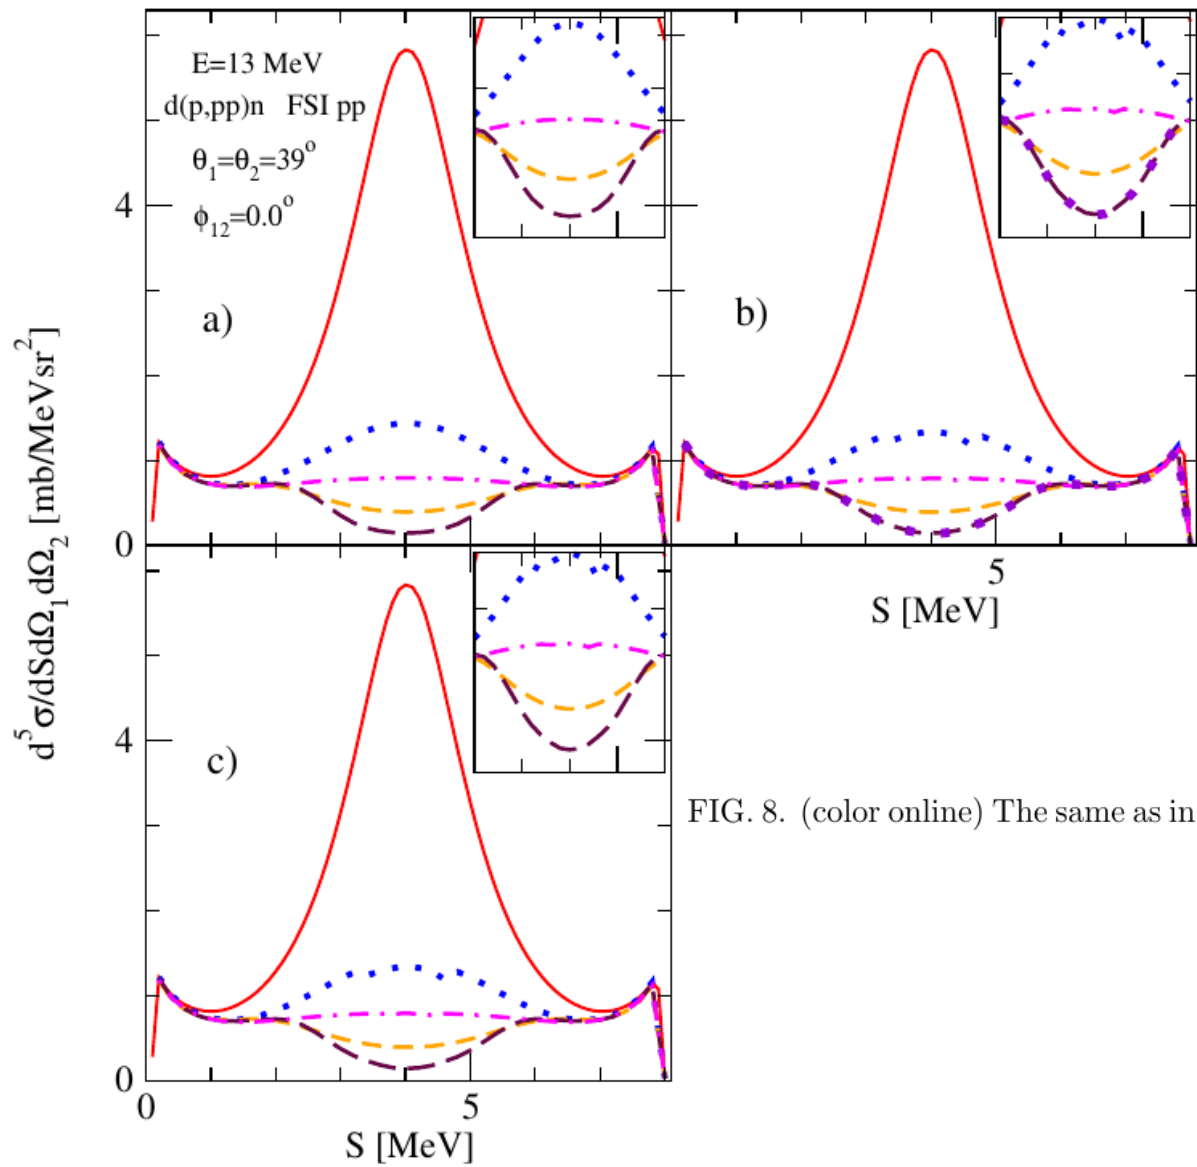 E=13 MeV
d(p,pp)n FSI pp
θ₁=θ₂=39°
ϕ₁₂=0.0°
a)
b)
c)
4
0
4
0
0
5
5
S [MeV]
S [MeV]
d⁵σ/dSdΩ₁dΩ₂ [mb/MeVsr²]
FIG. 8. (color online) The same as in